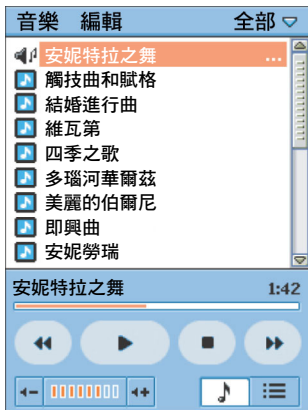 音樂 編輯 全部
安妮特拉之舞 ...
觸技曲和賦格
結婚進行曲
維瓦第
四季之歌
多瑙河華爾茲
美麗的伯爾尼
即興曲
安妮勞瑞
安妮特拉之舞 1:42